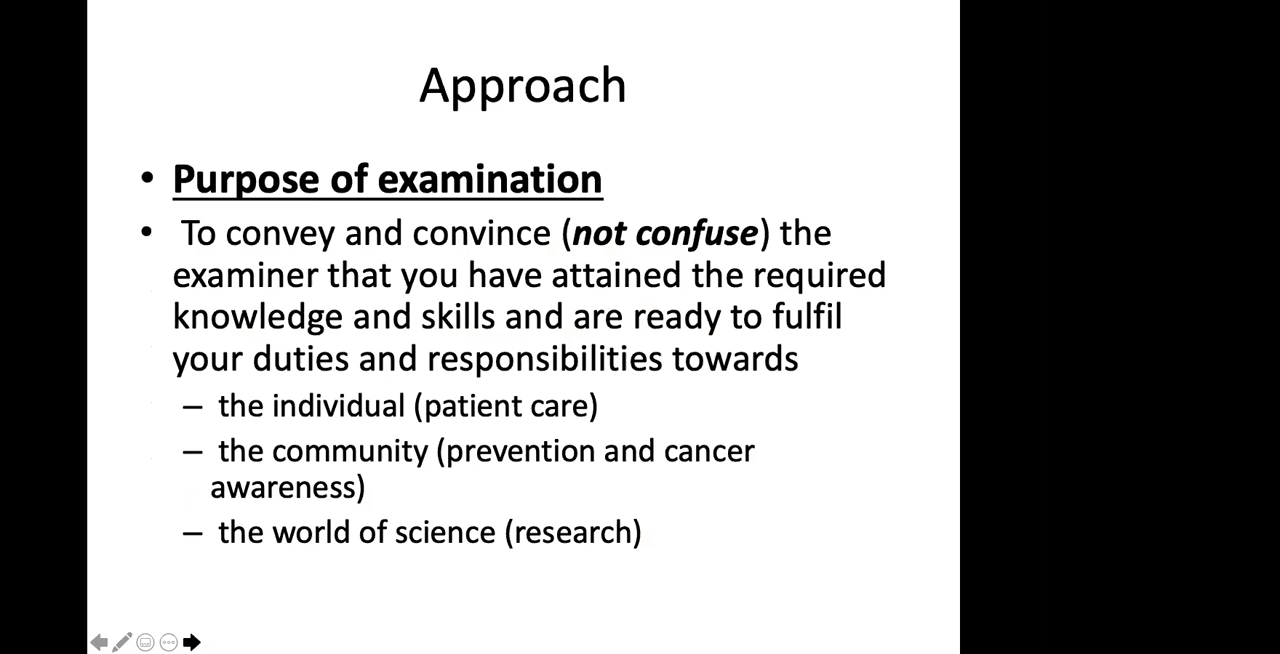 Approach
• Purpose of examination
• To convey and convince (not confuse) the
examiner that you have attained the required
knowledge and skills and are ready to fulfil
your duties and responsibilities towards
– the individual (patient care)
– the community (prevention and cancer
awareness)
– the world of science (research)